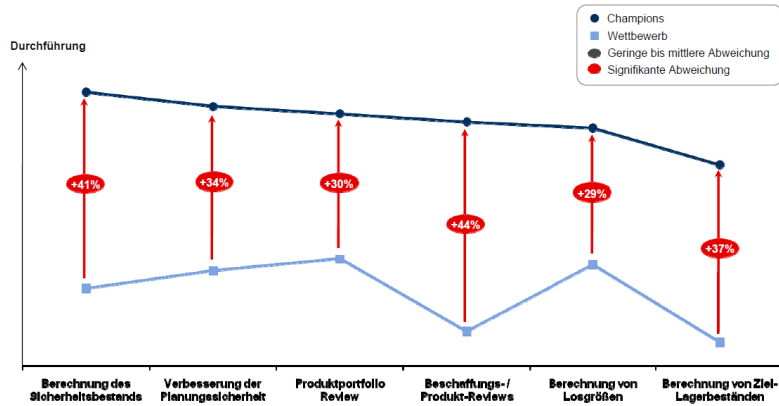 Champions
Wettbewerb
Geringe bis mittlere Abweichung
Signifikante Abweichung
Durchführung
+41%
+34%
+30%
+44%
+29%
+37%
Berechnung des
Sicherheitsbestands
Verbesserung der
Planungssicherheit
Produktportfolio
Review
Beschaffungs- /
Produkt-Reviews
Berechnung von
Losgrößen
Berechnung von Ziel-
Lagerbeständen